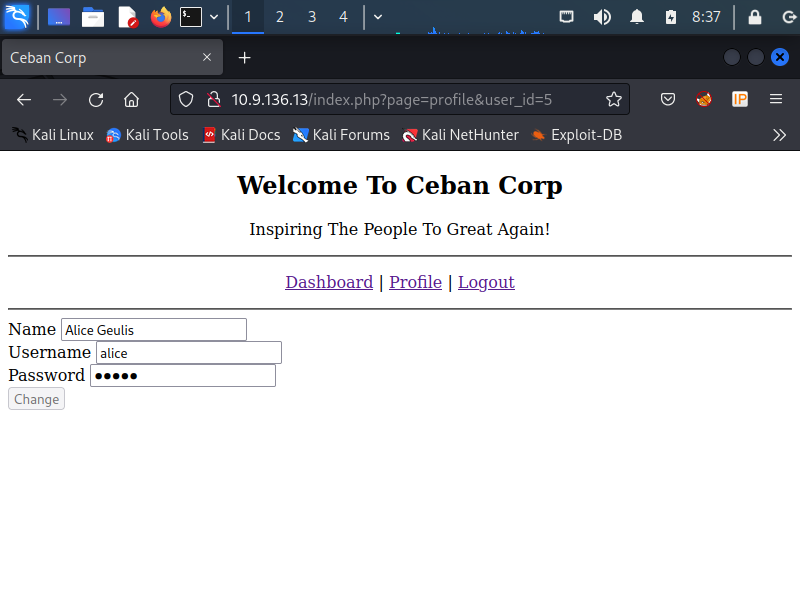 1 2 3 4 8:37
Ceban Corp
10.9.136.13/index.php?page=profile&user_id=5 IP
Kali Linux Kali Tools Kali Docs Kali Forums Kali NetHunter Exploit-DB
Welcome To Ceban Corp
Inspiring The People To Great Again!
Dashboard | Profile | Logout
Name Alice Geulis
Username alice
Password ●●●●●
Change